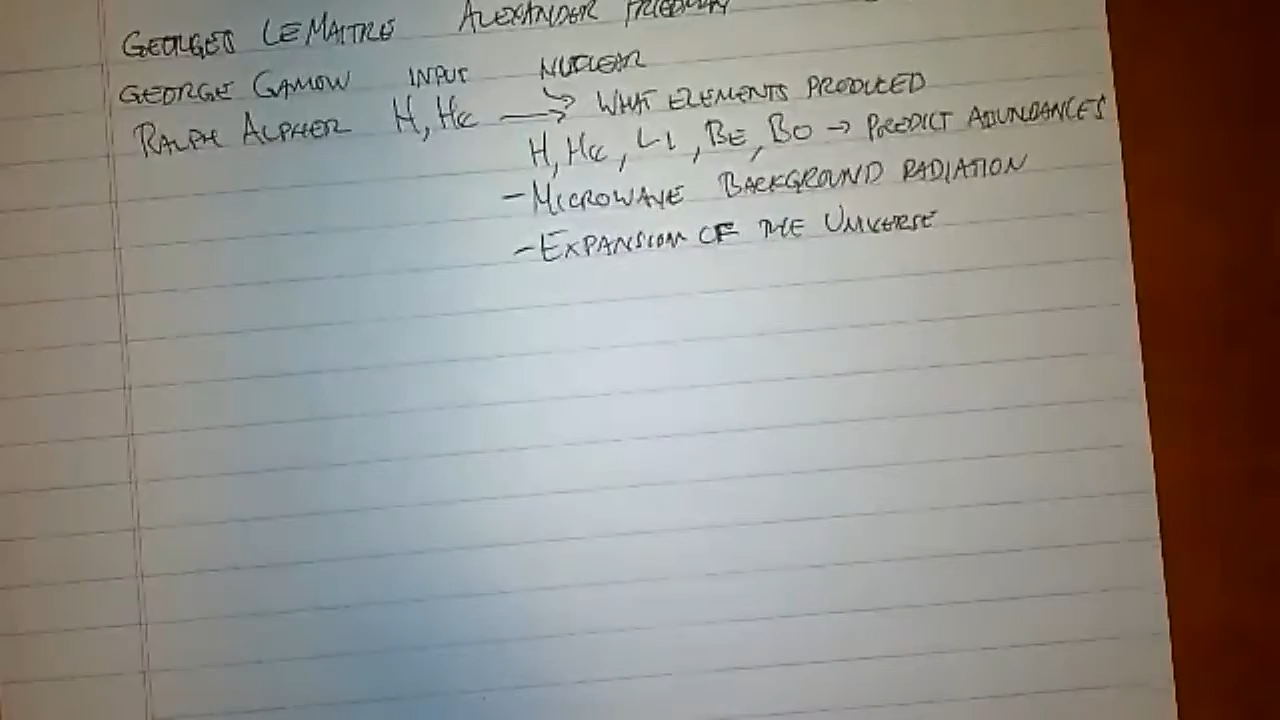 GEORGES LEMAITRE ALEXANDER FRIEDMAN
GEORGE GAMOW INPUT NUCLEAR
RALPH ALPHER H, He → WHAT ELEMENTS PRODUCED
H, He, Li, Be, Bo → PREDICT ABUNDANCES
- MICROWAVE BACKGROUND RADIATION
- EXPANSION OF THE UNIVERSE